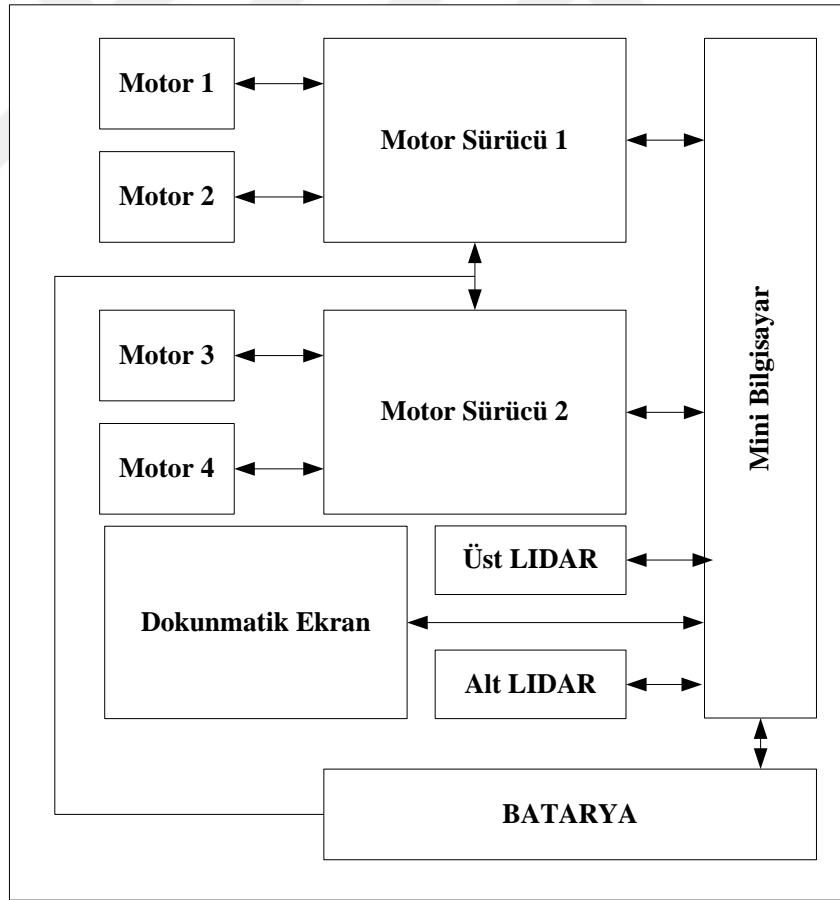 Motor 1
Motor Sürücü 1
Motor 2
Motor 3
Motor Sürücü 2
Motor 4
Mini Bilgisayar
Üst LIDAR
Dokunmatik Ekran
Alt LIDAR
BATARYA